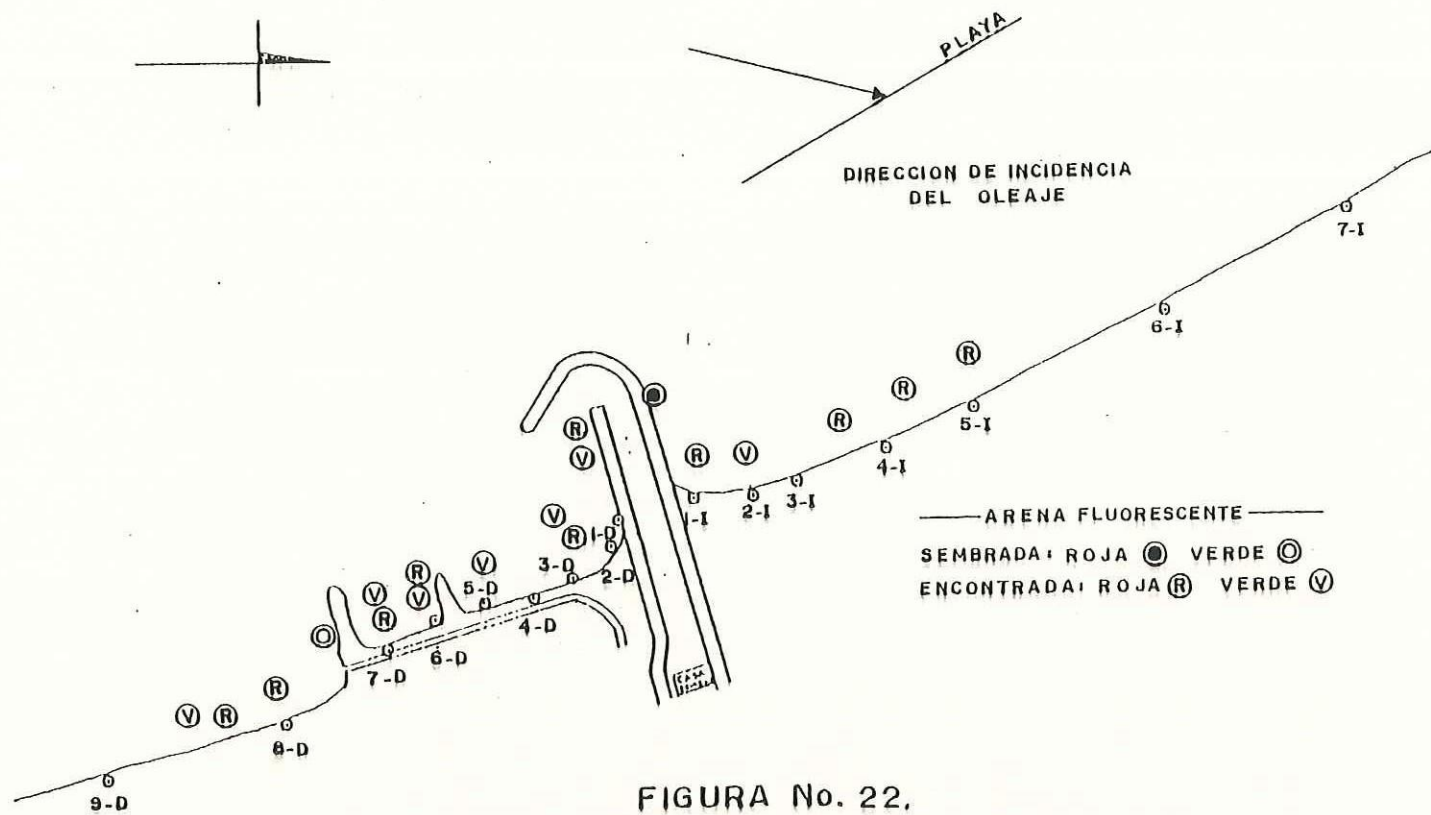 PLAYA
DIRECCION DE INCIDENCIA
DEL OLEAJE
7-I
6-I
5-I
4-I
3-I
2-I
1-I
R
R
R
R
V
R
V
V
R
1-D
2-D
3-D
V
5-D
4-D
R
V
V
R
6-D
7-D
R
V
R
8-D
9-D
ARENA FLUORESCENTE
SEMBRADA: ROJA VERDE
ENCONTRADA: ROJA R VERDE V
CASA
FIGURA No. 22.